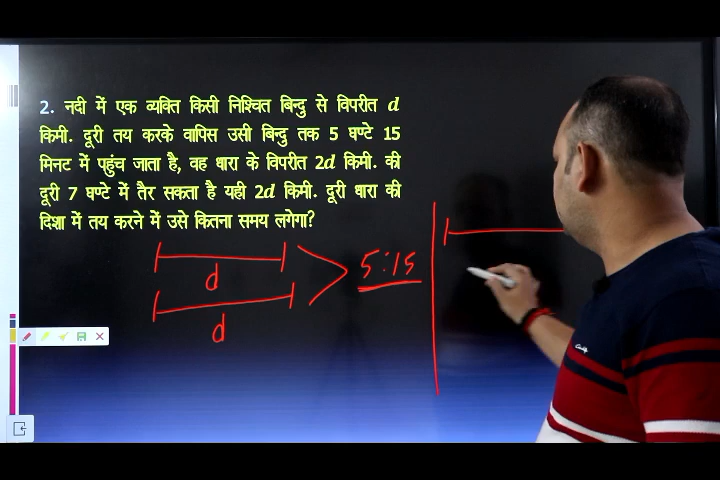 2. नदी में एक व्यक्ति किसी निश्चित बिन्दु से विपरीत d
किमी. दूरी तय करके वापिस उसी बिन्दु तक 5 घण्टे 15
मिनट में पहुंच जाता है, वह धारा के विपरीत 2d किमी. की
दूरी 7 घण्टे में तैर सकता है यही 2d किमी. दूरी धारा की
दिशा में तय करने में उसे कितना समय लगेगा?
d
5:15
d